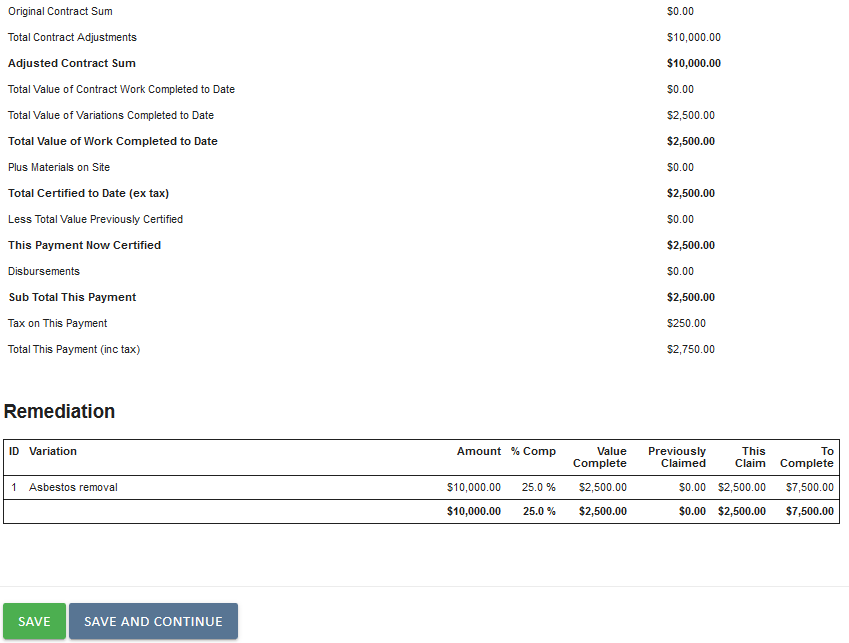 Original Contract Sum $0.00
Total Contract Adjustments $10,000.00
Adjusted Contract Sum $10,000.00
Total Value of Contract Work Completed to Date $0.00
Total Value of Variations Completed to Date $2,500.00
Total Value of Work Completed to Date $2,500.00
Plus Materials on Site $0.00
Total Certified to Date (ex tax) $2,500.00
Less Total Value Previously Certified $0.00
This Payment Now Certified $2,500.00
Disbursements $0.00
Sub Total This Payment $2,500.00
Tax on This Payment $250.00
Total This Payment (inc tax) $2,750.00
Remediation
ID Variation Amount % Comp Value Previously This To
Complete Claimed Claim Complete
1 Asbestos removal $10,000.00 25.0 % $2,500.00 $0.00 $2,500.00 $7,500.00
$10,000.00 25.0 % $2,500.00 $0.00 $2,500.00 $7,500.00
SAVE SAVE AND CONTINUE